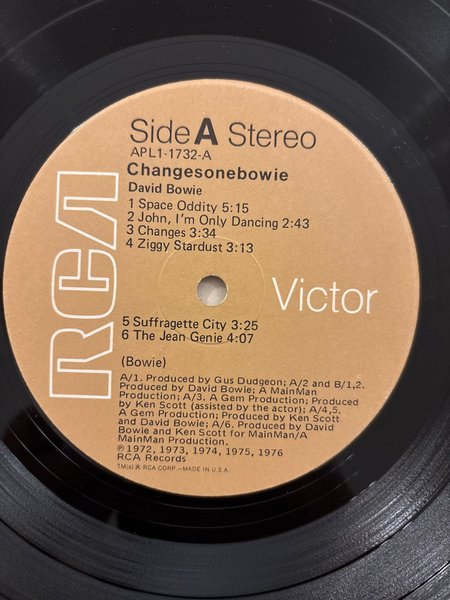 Side A Stereo
APL1-1732-A
Changesonebowie
David Bowie
1 Space Oddity 5:15
2 John, I'm Only Dancing 2:43
3 Changes 3:34
4 Ziggy Stardust 3:13
RCA
Victor
5 Suffragette City 3:25
6 The Jean Genie 4:07
(Bowie)
A/1. Produced by Gus Dudgeon; A/2 and B/1,2.
Produced by David Bowie; A MainMan
Production; A/3. A Gem Production; Produced
by Ken Scott (assisted by the actor); A/4,5.
A Gem Production; Produced by Ken Scott
and David Bowie; A/6. Produced by David
Bowie and Ken Scott for MainMan/A
MainMan Production.
℗ 1972, 1973, 1974, 1975, 1976
RCA Records
TM(s) ® RCA CORP.—MADE IN U.S.A.